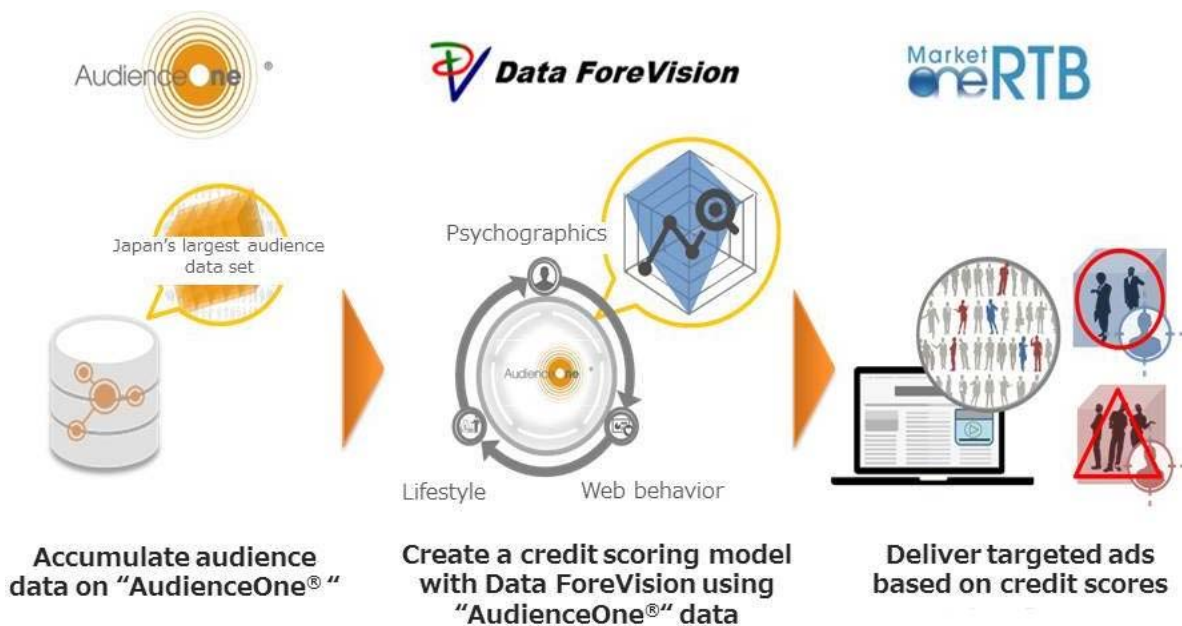 AudienceOne ®
Data ForeVision
Market
oneRTB
Japan's largest audience
data set
Psychographics
AudienceOne ®
Lifestyle
Web behavior
Accumulate audience
data on “AudienceOne® “
Create a credit scoring model
with Data ForeVision using
“AudienceOne®“ data
Deliver targeted ads
based on credit scores